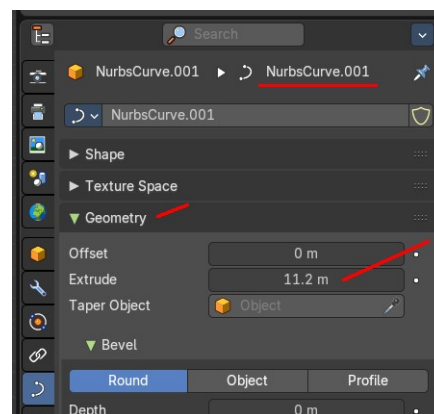 Search
NurbsCurve.001 NurbsCurve.001
NurbsCurve.001
Shape
Texture Space
Geometry
Offset 0 m
Extrude 11.2 m
Taper Object Object
Bevel
Round Object Profile
Depth 0 m